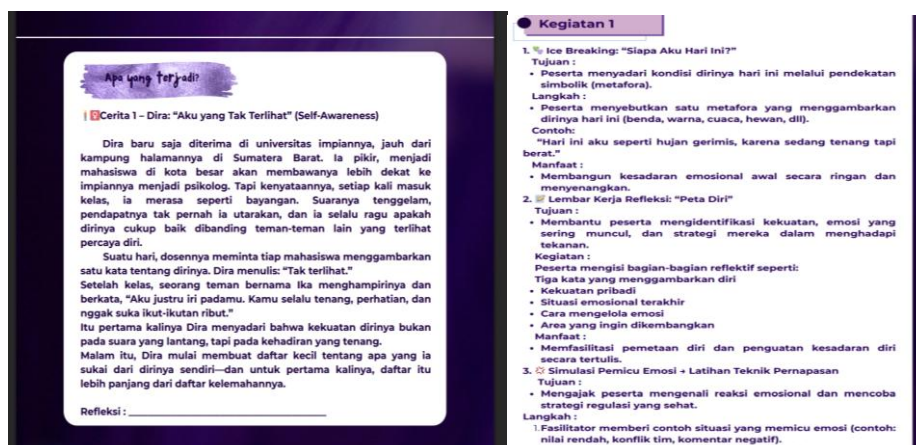 Apa yang terjadi?
Cerita 1 – Dira: “Aku yang Tak Terlihat” (Self-Awareness)
Dira baru saja diterima di universitas impiannya, jauh dari
kampung halamannya di Sumatera Barat. Ia pikir, menjadi
mahasiswa di kota besar akan membawanya lebih dekat ke
impiannya menjadi psikolog. Tapi kenyataannya, setiap kali masuk
kelas, ia merasa seperti bayangan. Suaranya tenggelam,
pendapatnya tak pernah ia utarakan, dan ia selalu ragu apakah
dirinya cukup baik dibanding teman-teman lain yang terlihat
percaya diri.
Suatu hari, dosennya meminta tiap mahasiswa menggambarkan
satu kata tentang dirinya. Dira menulis: “Tak terlihat.”
Setelah kelas, seorang teman bernama Ika menghampirinya dan
berkata, “Aku justru iri padamu. Kamu selalu tenang, perhatian, dan
nggak suka ikut-ikutan ribut.”
Itu pertama kalinya Dira menyadari bahwa kekuatan dirinya bukan
pada suara yang lantang, tapi pada kehadiran yang tenang.
Malam itu, Dira mulai membuat daftar kecil tentang apa yang ia
sukai dari dirinya sendiri—dan untuk pertama kalinya, daftar itu
lebih panjang dari daftar kelemahannya.
Refleksi : ________________________________
Kegiatan 1
1. Ice Breaking: “Siapa Aku Hari Ini?”
Tujuan :
• Peserta menyadari kondisi dirinya hari ini melalui pendekatan
simbolik (metafora).
Langkah :
• Peserta menyebutkan satu metafora yang menggambarkan
dirinya hari ini (benda, warna, cuaca, hewan, dll).
Contoh:
“Hari ini aku seperti hujan gerimis, karena sedang tenang tapi
berat.”
Manfaat :
• Membangun kesadaran emosional awal secara ringan dan
menyenangkan.
2. Lembar Kerja Refleksi: “Peta Diri”
Tujuan :
• Membantu peserta mengidentifikasi kekuatan, emosi yang
sering muncul, dan strategi mereka dalam menghadapi
tekanan.
Kegiatan :
Peserta mengisi bagian-bagian reflektif seperti:
Tiga kata yang menggambarkan diri
• Kekuatan pribadi
• Situasi emosional terakhir
• Cara mengelola emosi
• Area yang ingin dikembangkan
Manfaat :
• Memfasilitasi pemetaan diri dan penguatan kesadaran diri
secara tertulis.
3. Simulasi Pemicu Emosi + Latihan Teknik Pernapasan
Tujuan :
• Mengajak peserta mengenali reaksi emosional dan mencoba
strategi regulasi yang sehat.
Langkah :
1. Fasilitator memberi contoh situasi yang memicu emosi (contoh:
nilai rendah, konflik tim, komentar negatif).